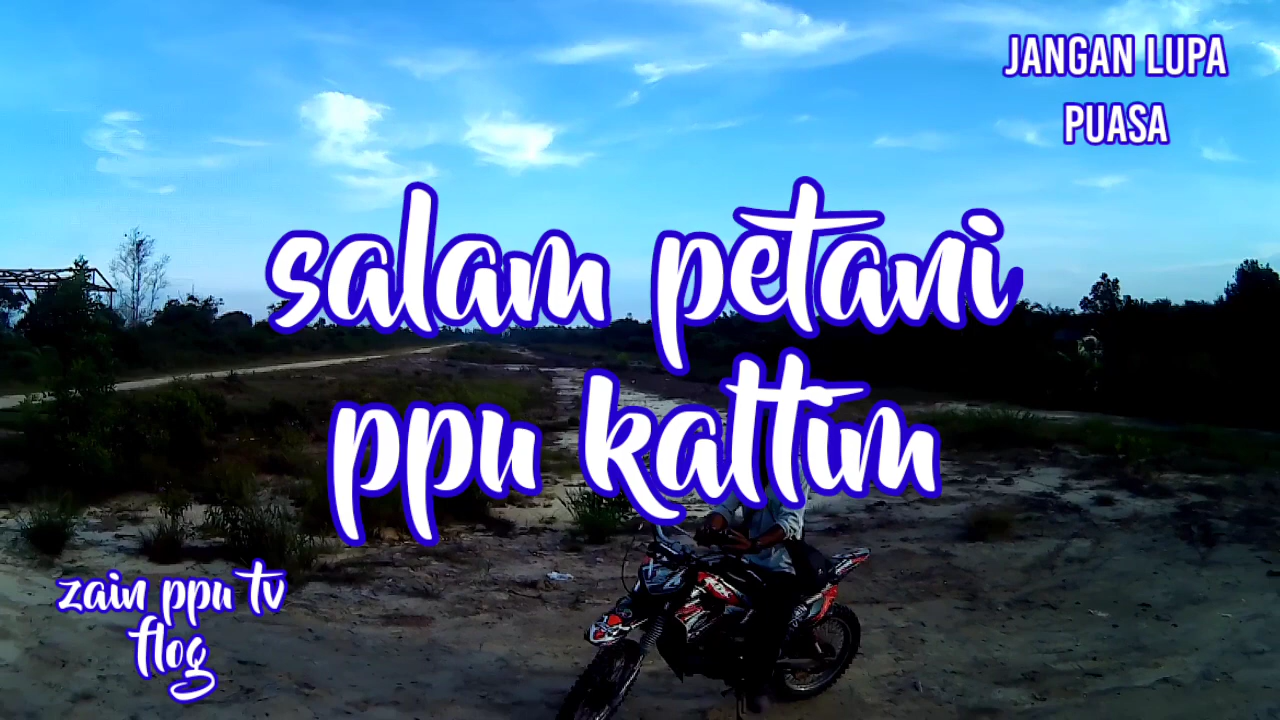 JANGAN LUPA
PUASA
salam petani
ppu kaltim
zain ppu tv
flog